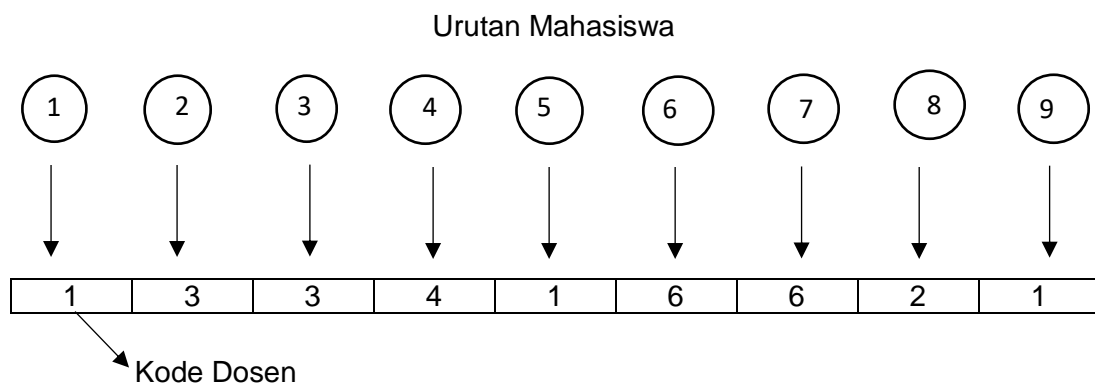 Urutan Mahasiswa
1 2 3 4 5 6 7 8 9
1 3 3 4 1 6 6 2 1
Kode Dosen